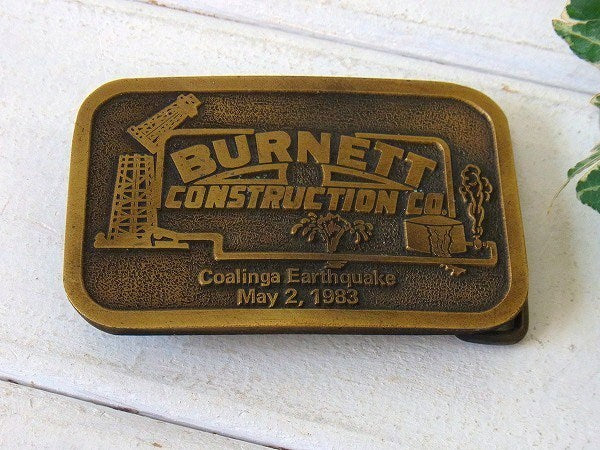 BURNETT
CONSTRUCTION CO.
Coalinga Earthquake
May 2, 1983